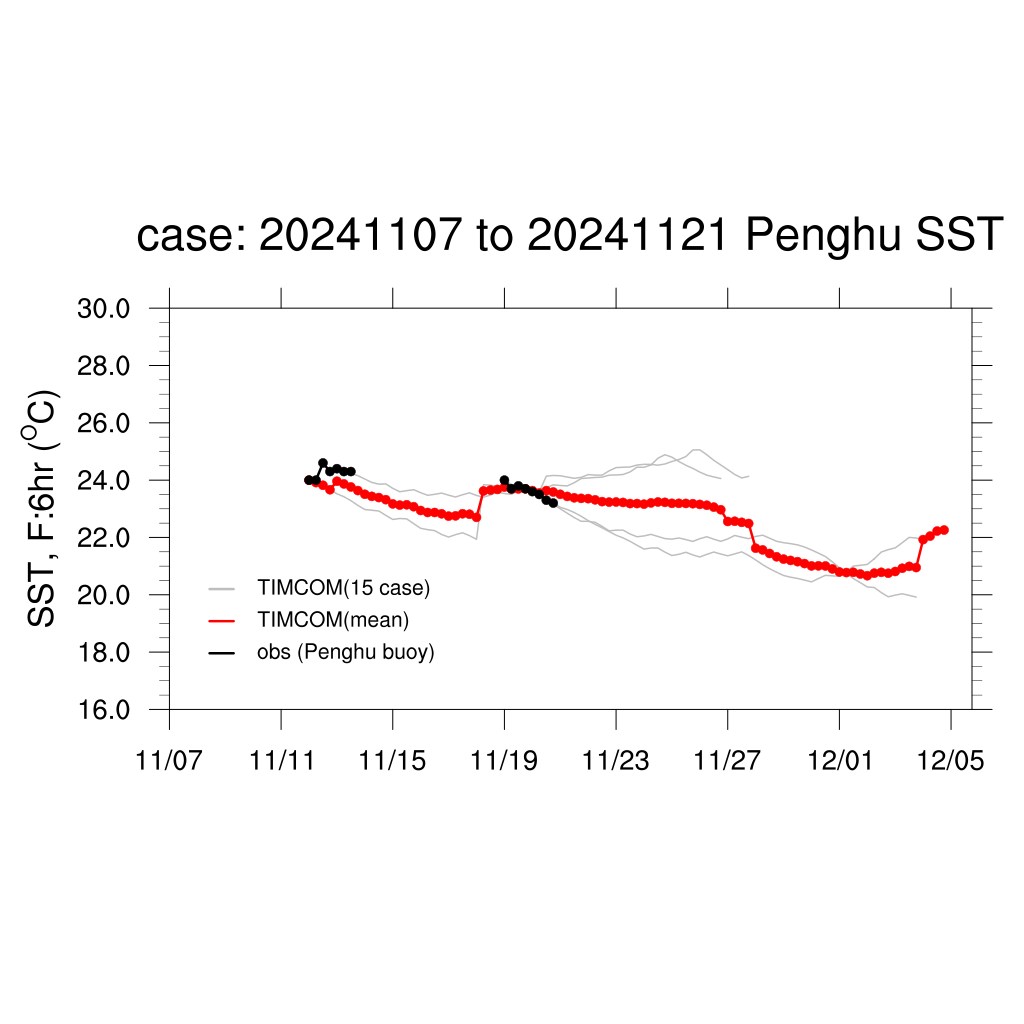 case: 20241107 to 20241121 Penghu SST
SST, F:6hr (°C)
30.0
28.0
26.0
24.0
22.0
20.0
18.0
16.0
TIMCOM(15 case)
TIMCOM(mean)
obs (Penghu buoy)
11/07 11/11 11/15 11/19 11/23 11/27 12/01 12/05